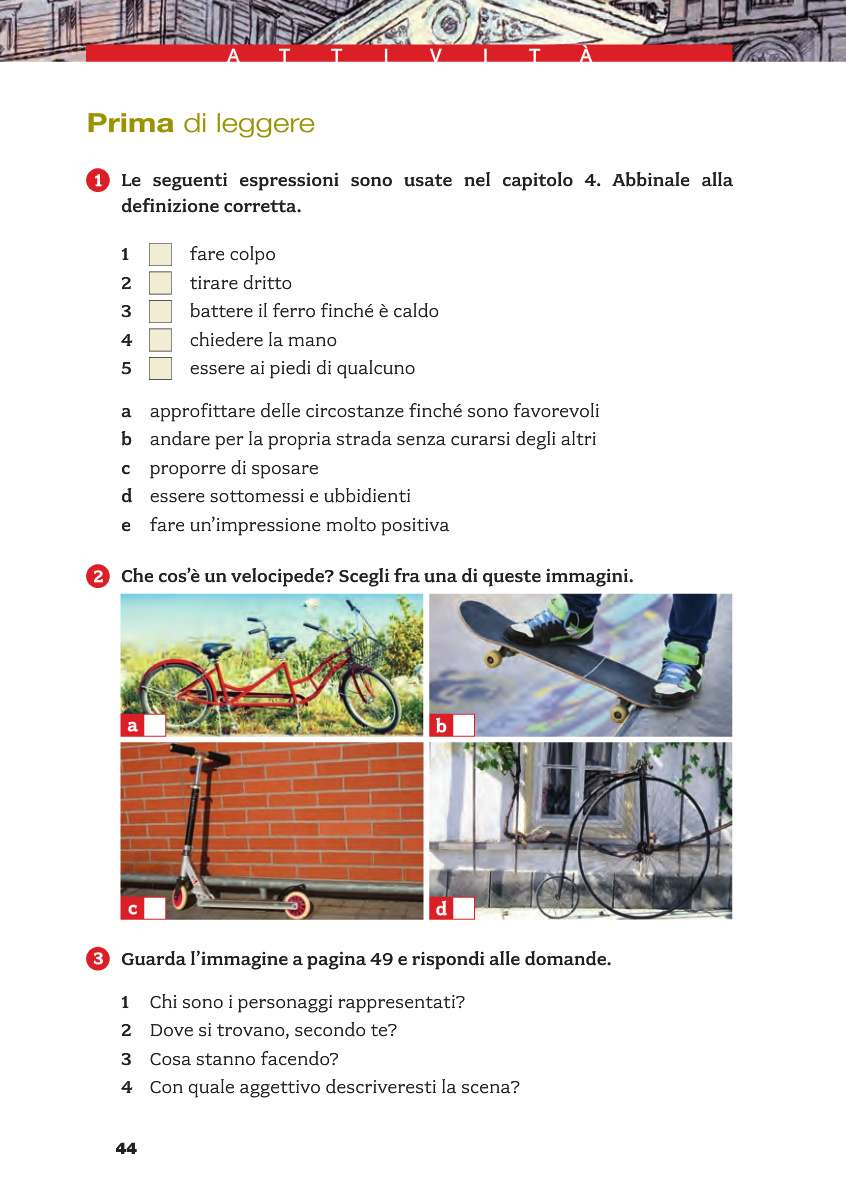 ATTIVITÀ
Prima di leggere
1 Le seguenti espressioni sono usate nel capitolo 4. Abbinale alla
definizione corretta.
1 fare colpo
2 tirare dritto
3 battere il ferro finché è caldo
4 chiedere la mano
5 essere ai piedi di qualcuno
a approfittare delle circostanze finché sono favorevoli
b andare per la propria strada senza curarsi degli altri
c proporre di sposare
d essere sottomessi e ubbidienti
e fare un’impressione molto positiva
2 Che cos’è un velocipede? Scegli fra una di queste immagini.
a
b
c
d
3 Guarda l’immagine a pagina 49 e rispondi alle domande.
1 Chi sono i personaggi rappresentati?
2 Dove si trovano, secondo te?
3 Cosa stanno facendo?
4 Con quale aggettivo descriveresti la scena?
44